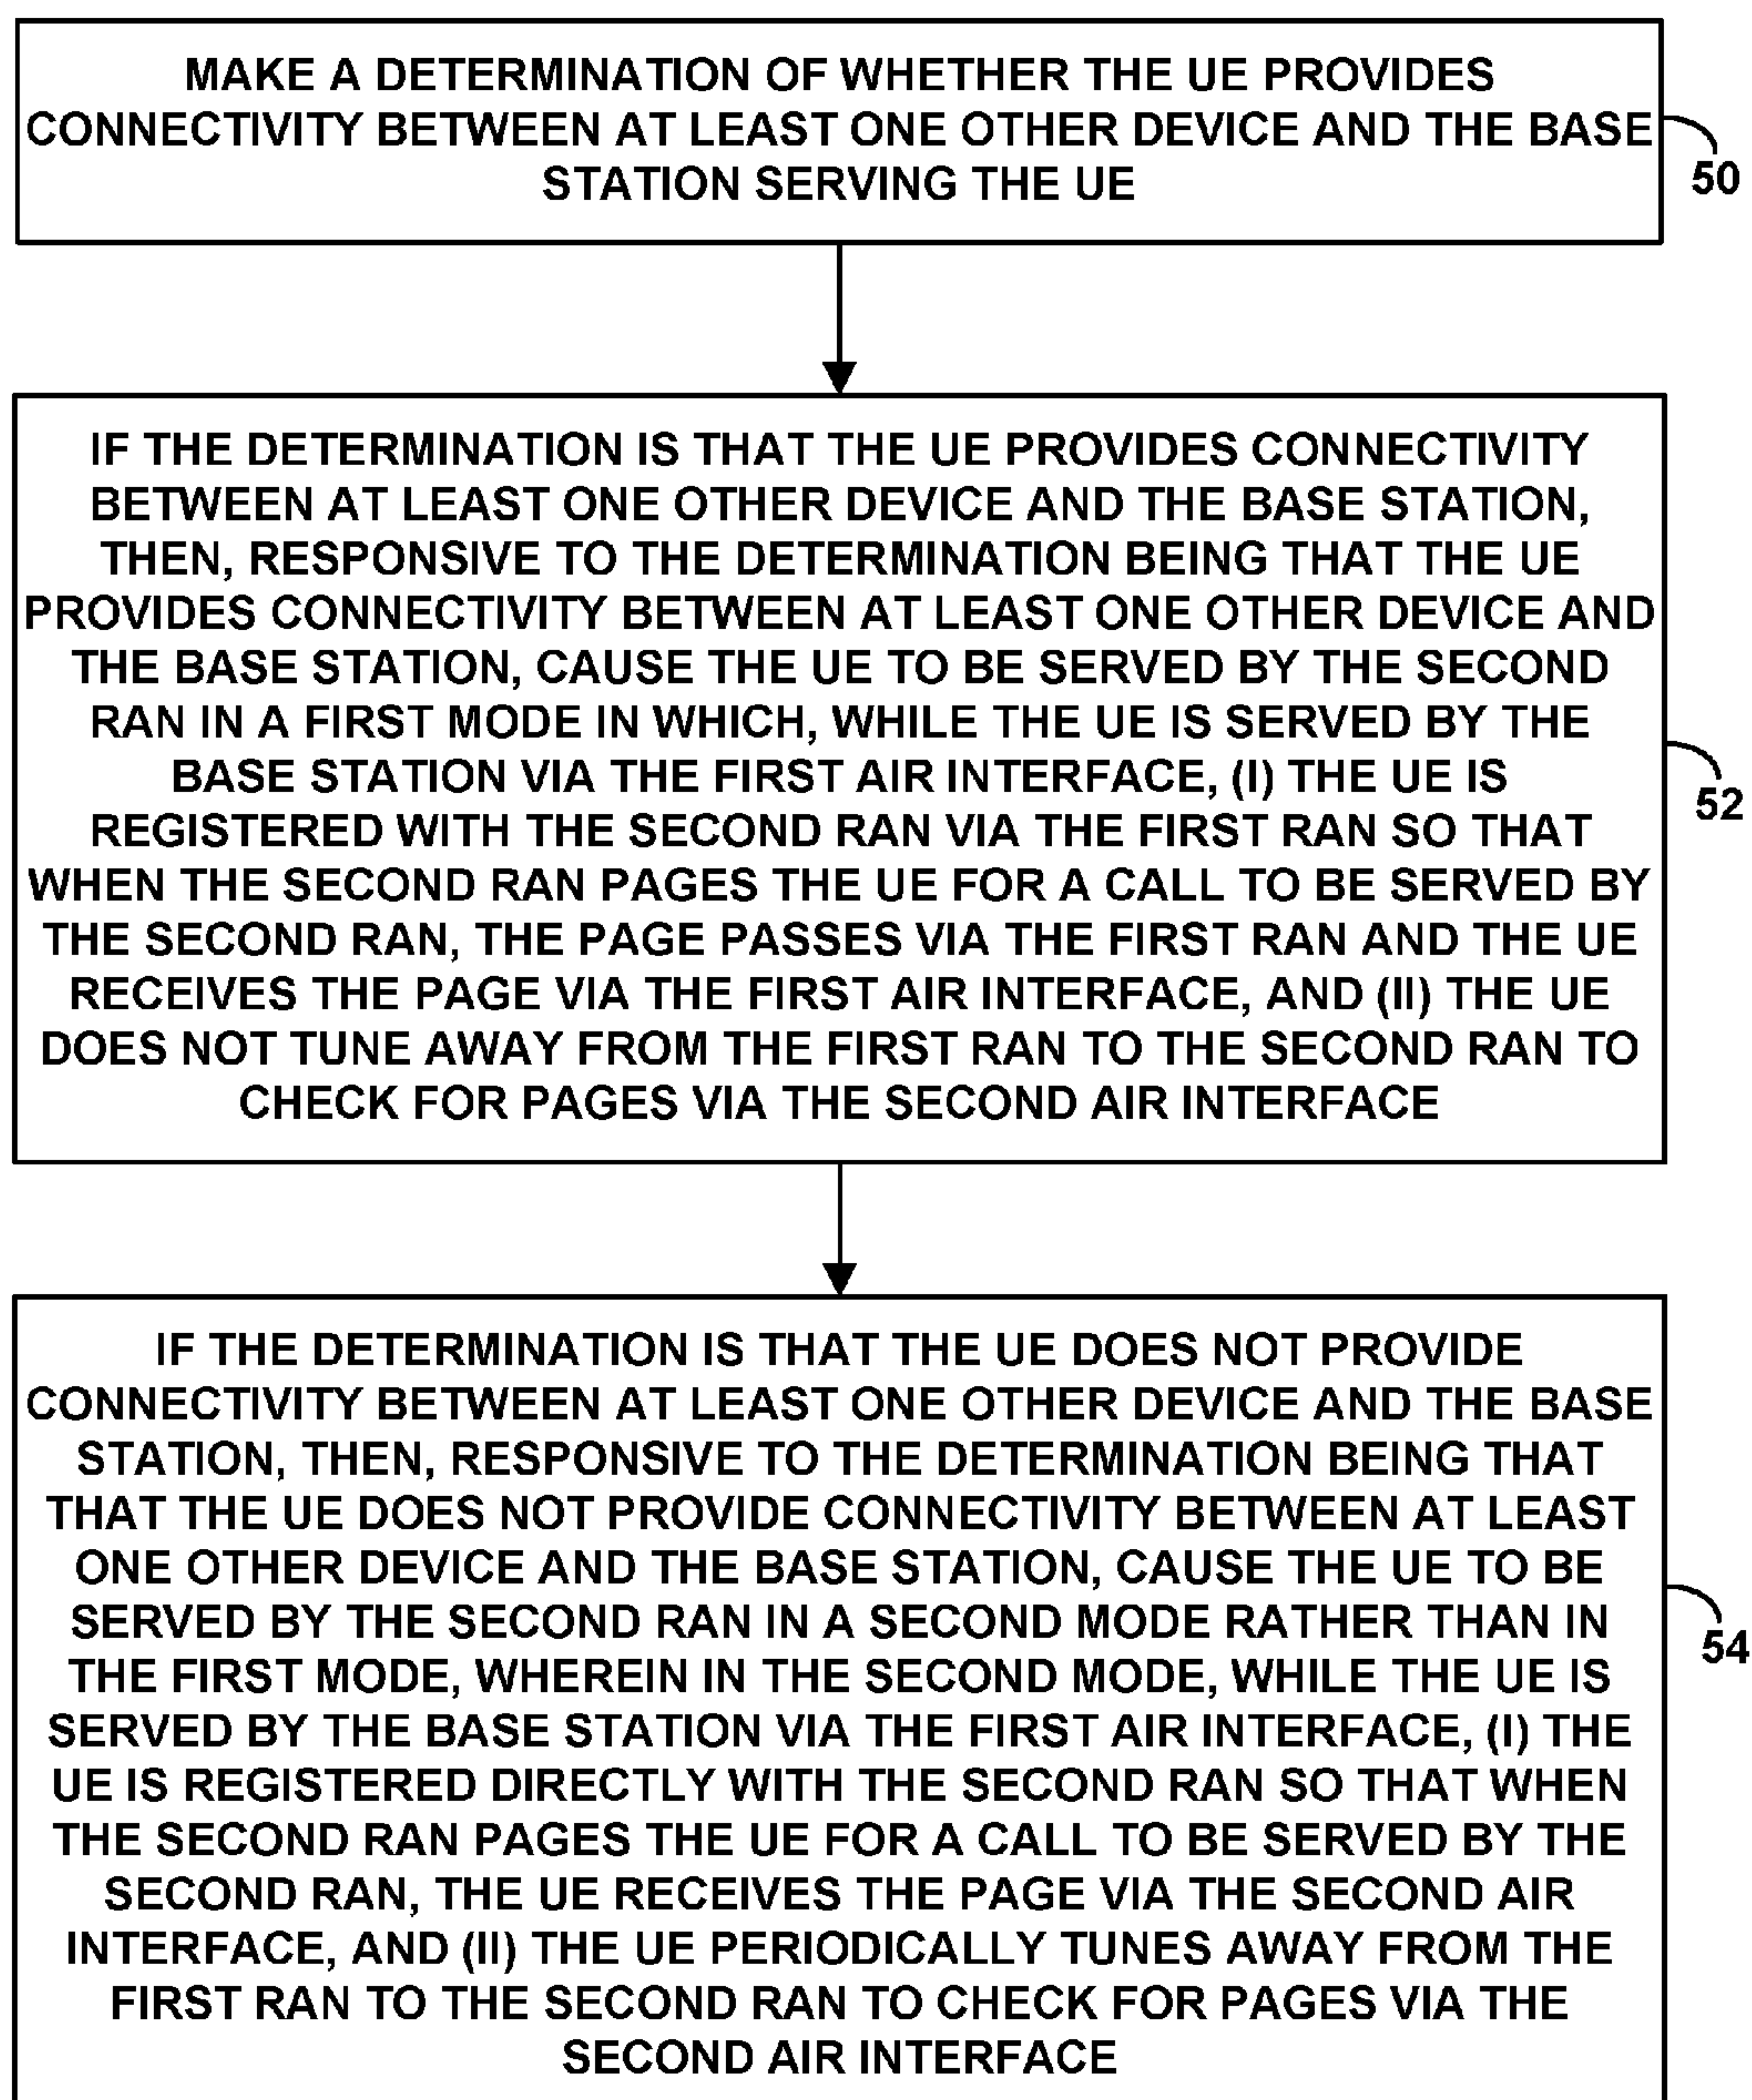 MAKE A DETERMINATION OF WHETHER THE UE PROVIDES
CONNECTIVITY BETWEEN AT LEAST ONE OTHER DEVICE AND THE BASE
STATION SERVING THE UE
50
IF THE DETERMINATION IS THAT THE UE PROVIDES CONNECTIVITY
BETWEEN AT LEAST ONE OTHER DEVICE AND THE BASE STATION,
THEN, RESPONSIVE TO THE DETERMINATION BEING THAT THE UE
PROVIDES CONNECTIVITY BETWEEN AT LEAST ONE OTHER DEVICE AND
THE BASE STATION, CAUSE THE UE TO BE SERVED BY THE SECOND
RAN IN A FIRST MODE IN WHICH, WHILE THE UE IS SERVED BY THE
BASE STATION VIA THE FIRST AIR INTERFACE, (I) THE UE IS
REGISTERED WITH THE SECOND RAN VIA THE FIRST RAN SO THAT
WHEN THE SECOND RAN PAGES THE UE FOR A CALL TO BE SERVED BY
THE SECOND RAN, THE PAGE PASSES VIA THE FIRST RAN AND THE UE
RECEIVES THE PAGE VIA THE FIRST AIR INTERFACE, AND (II) THE UE
DOES NOT TUNE AWAY FROM THE FIRST RAN TO THE SECOND RAN TO
CHECK FOR PAGES VIA THE SECOND AIR INTERFACE
52
IF THE DETERMINATION IS THAT THE UE DOES NOT PROVIDE
CONNECTIVITY BETWEEN AT LEAST ONE OTHER DEVICE AND THE BASE
STATION, THEN, RESPONSIVE TO THE DETERMINATION BEING THAT
THAT THE UE DOES NOT PROVIDE CONNECTIVITY BETWEEN AT LEAST
ONE OTHER DEVICE AND THE BASE STATION, CAUSE THE UE TO BE
SERVED BY THE SECOND RAN IN A SECOND MODE RATHER THAN IN
THE FIRST MODE, WHEREIN IN THE SECOND MODE, WHILE THE UE IS
SERVED BY THE BASE STATION VIA THE FIRST AIR INTERFACE, (I) THE
UE IS REGISTERED DIRECTLY WITH THE SECOND RAN SO THAT WHEN
THE SECOND RAN PAGES THE UE FOR A CALL TO BE SERVED BY THE
SECOND RAN, THE UE RECEIVES THE PAGE VIA THE SECOND AIR
INTERFACE, AND (II) THE UE PERIODICALLY TUNES AWAY FROM THE
FIRST RAN TO THE SECOND RAN TO CHECK FOR PAGES VIA THE
SECOND AIR INTERFACE
54